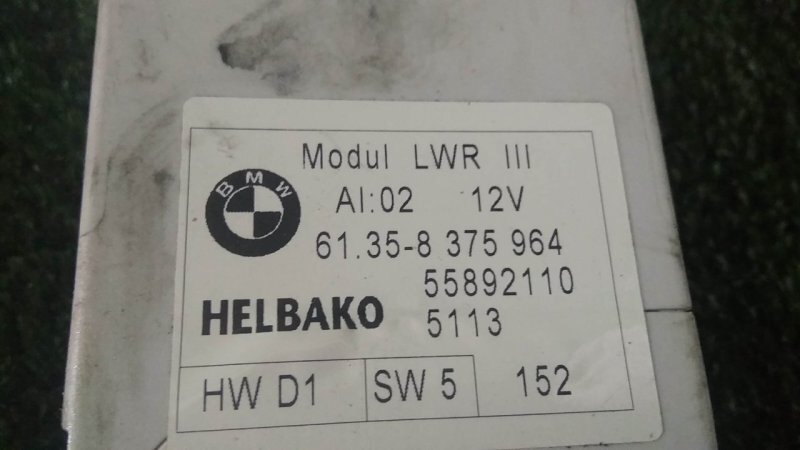 Modul LWR III
BMW
AI:02 12V
61.35-8 375 964
55892110
HELBAKO 5113
HW D1 SW 5 152